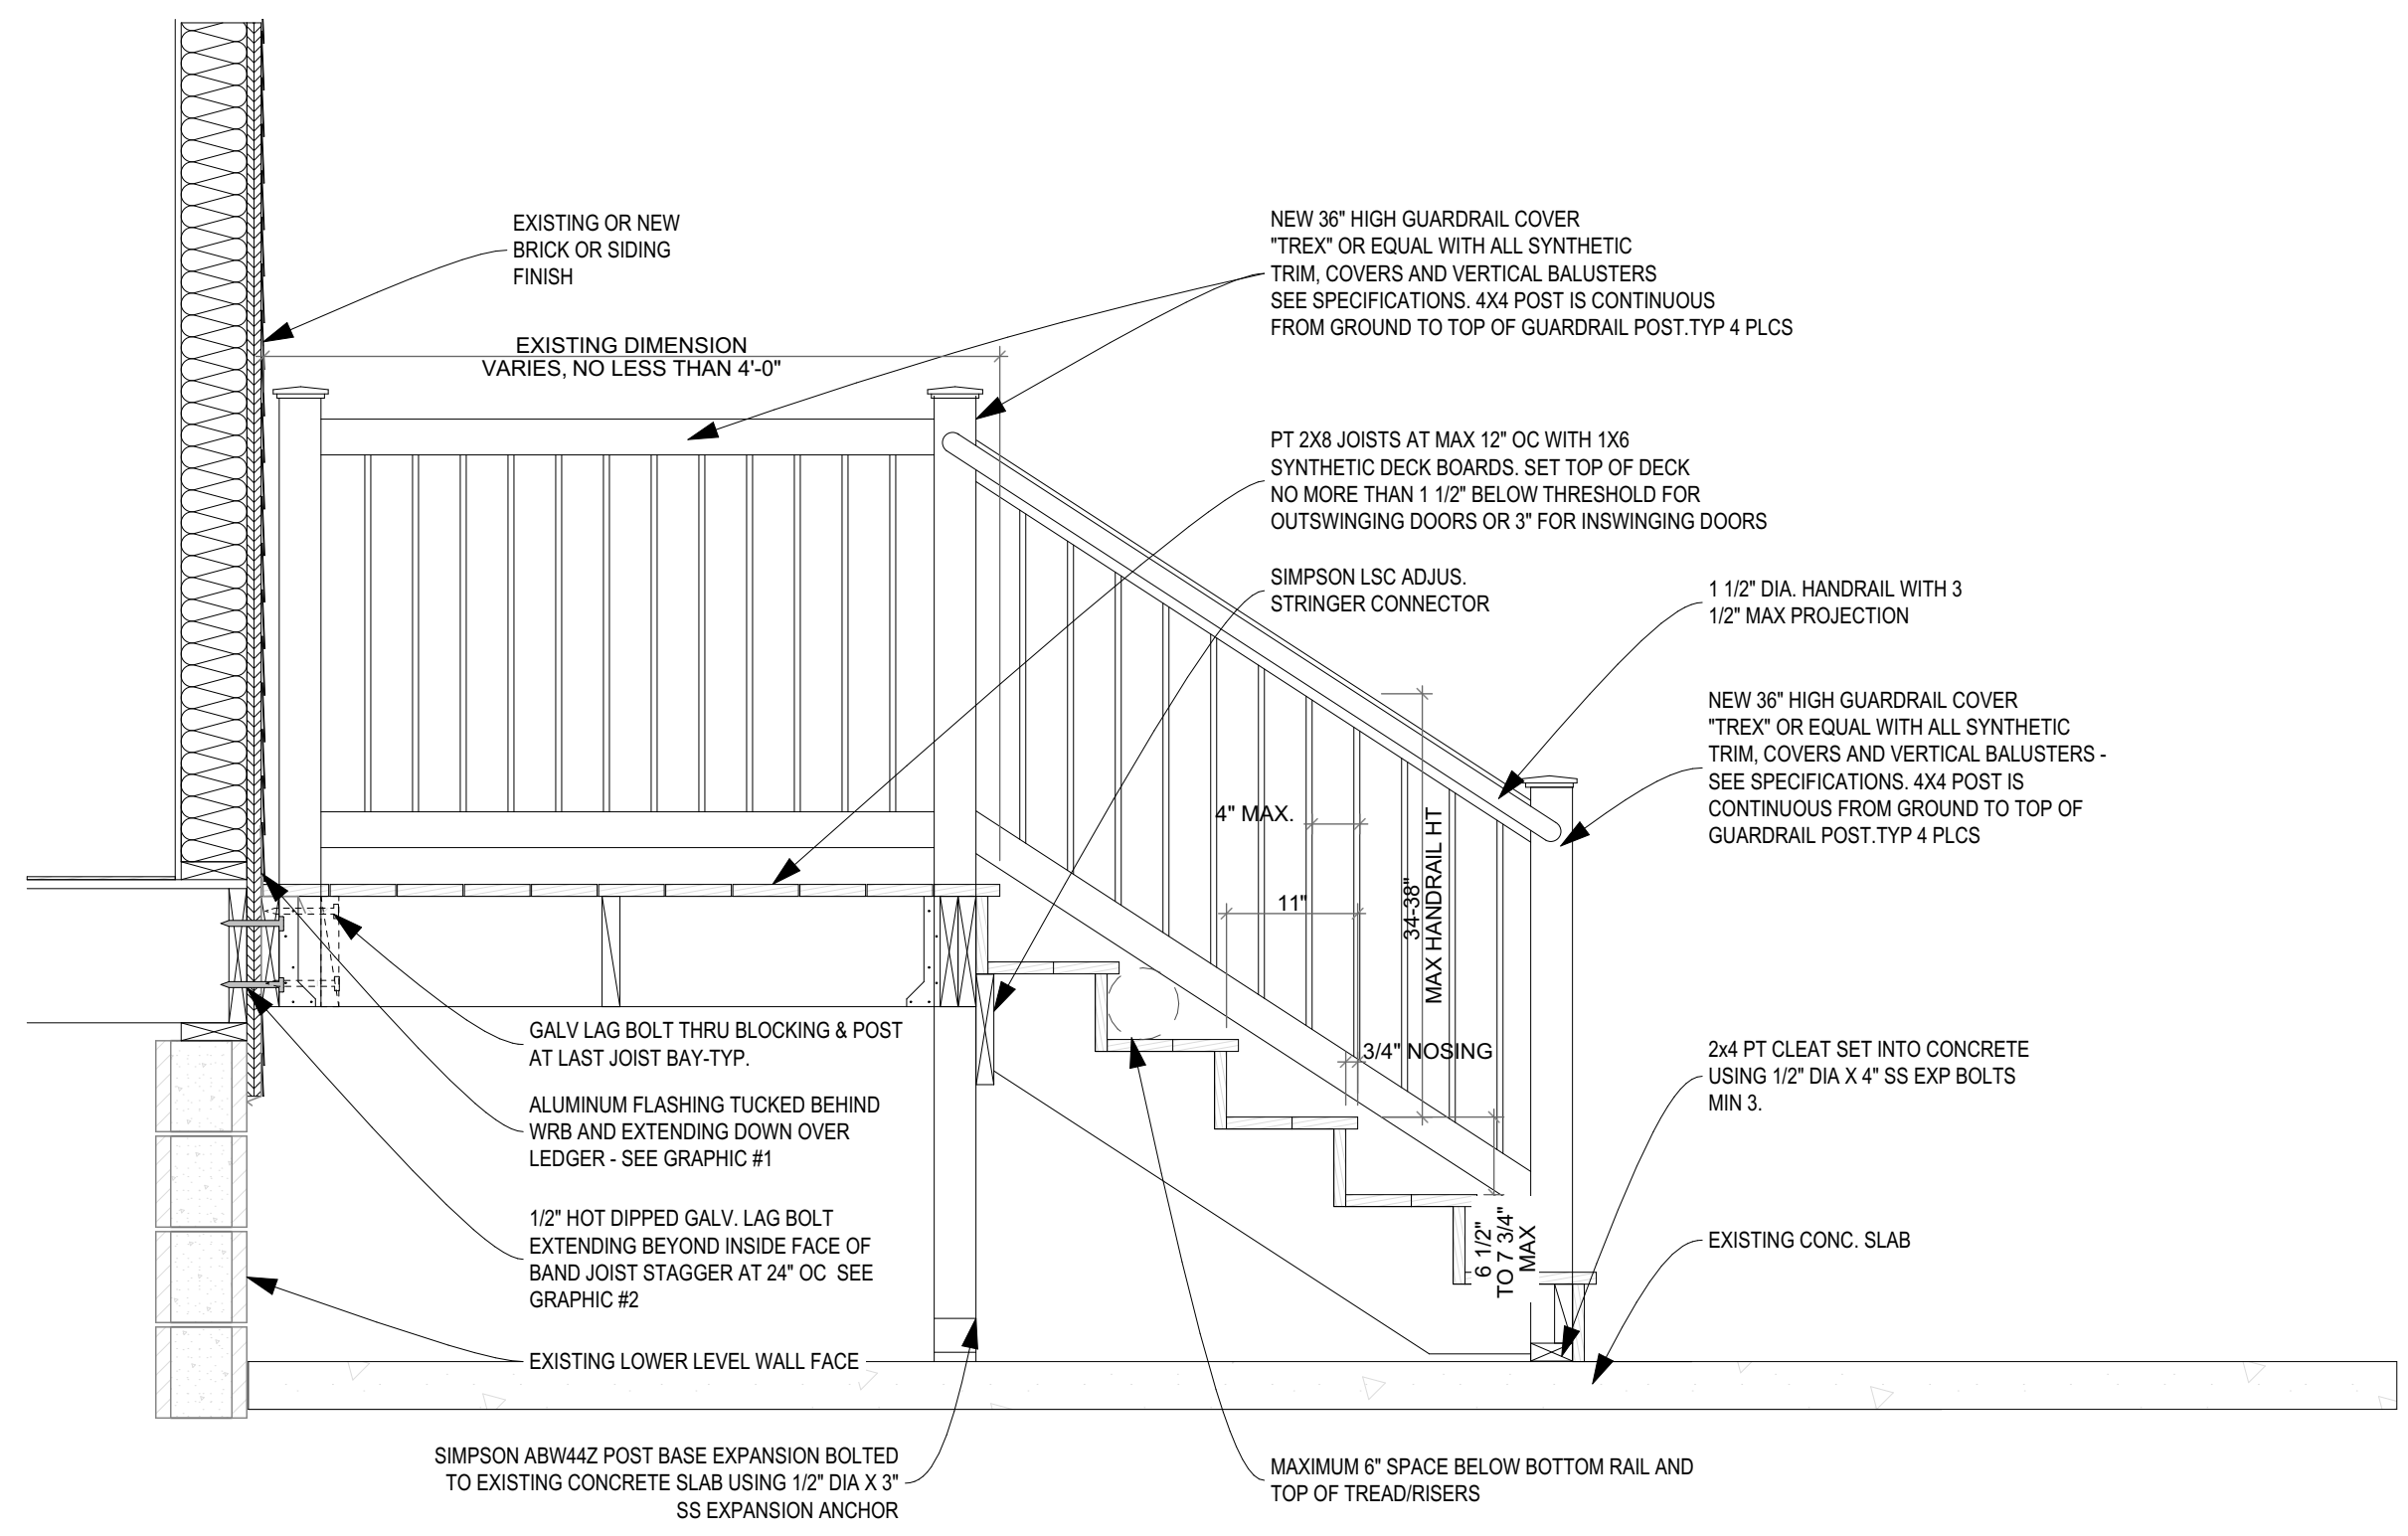 EXISTING OR NEW
BRICK OR SIDING
FINISH
EXISTING DIMENSION
VARIES, NO LESS THAN 4'-0"
NEW 36" HIGH GUARDRAIL COVER
"TREX" OR EQUAL WITH ALL SYNTHETIC
TRIM, COVERS AND VERTICAL BALUSTERS
SEE SPECIFICATIONS. 4X4 POST IS CONTINUOUS
FROM GROUND TO TOP OF GUARDRAIL POST.TYP 4 PLCS
PT 2X8 JOISTS AT MAX 12" OC WITH 1X6
SYNTHETIC DECK BOARDS. SET TOP OF DECK
NO MORE THAN 1 1/2" BELOW THRESHOLD FOR
OUTSWINGING DOORS OR 3" FOR INSWINGING DOORS
SIMPSON LSC ADJUS.
STRINGER CONNECTOR
1 1/2" DIA. HANDRAIL WITH 3
1/2" MAX PROJECTION
NEW 36" HIGH GUARDRAIL COVER
"TREX" OR EQUAL WITH ALL SYNTHETIC
TRIM, COVERS AND VERTICAL BALUSTERS -
SEE SPECIFICATIONS. 4X4 POST IS
CONTINUOUS FROM GROUND TO TOP OF
GUARDRAIL POST.TYP 4 PLCS
4" MAX.
11"
34-38"
MAX HANDRAIL HT
3/4" NOSING
6 1/2"
TO 7 3/4"
MAX
GALV LAG BOLT THRU BLOCKING & POST
AT LAST JOIST BAY-TYP.
ALUMINUM FLASHING TUCKED BEHIND
WRB AND EXTENDING DOWN OVER
LEDGER - SEE GRAPHIC #1
1/2" HOT DIPPED GALV. LAG BOLT
EXTENDING BEYOND INSIDE FACE OF
BAND JOIST STAGGER AT 24" OC SEE
GRAPHIC #2
EXISTING LOWER LEVEL WALL FACE
2x4 PT CLEAT SET INTO CONCRETE
USING 1/2" DIA X 4" SS EXP BOLTS
MIN 3.
EXISTING CONC. SLAB
SIMPSON ABW44Z POST BASE EXPANSION BOLTED
TO EXISTING CONCRETE SLAB USING 1/2" DIA X 3"
SS EXPANSION ANCHOR
MAXIMUM 6" SPACE BELOW BOTTOM RAIL AND
TOP OF TREAD/RISERS